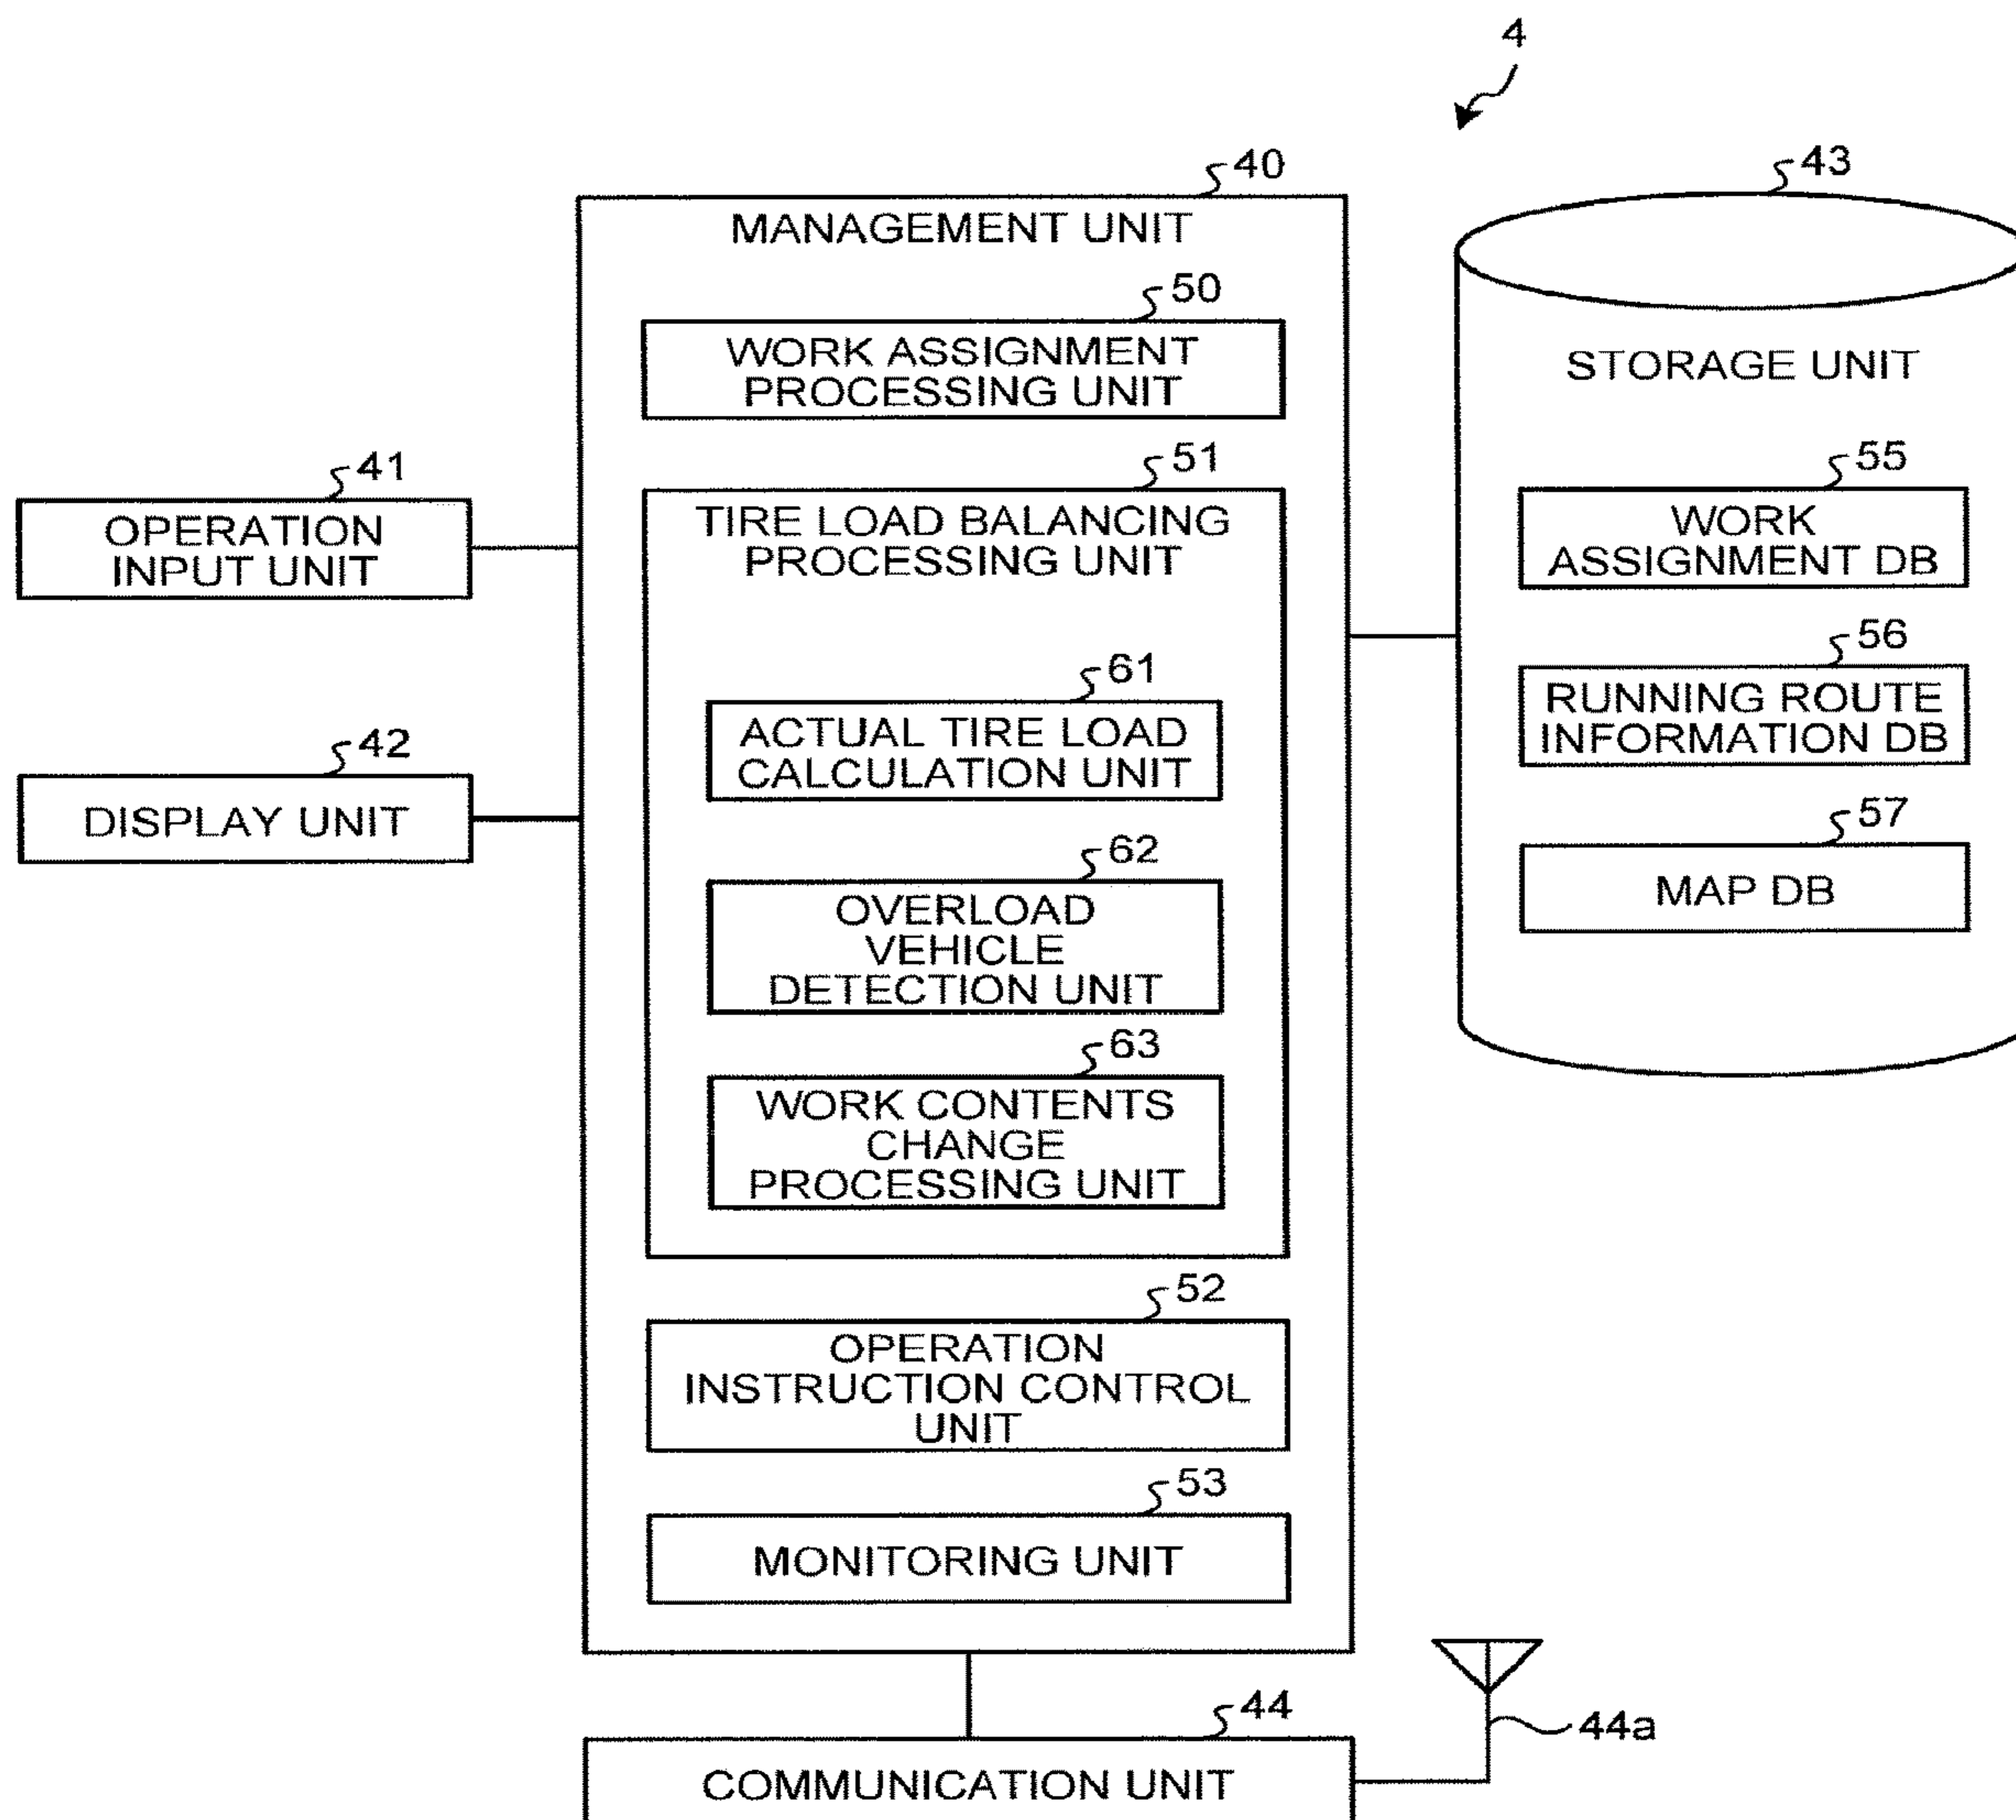 4
40
MANAGEMENT UNIT
50
WORK ASSIGNMENT
PROCESSING UNIT
51
TIRE LOAD BALANCING
PROCESSING UNIT
61
ACTUAL TIRE LOAD
CALCULATION UNIT
62
OVERLOAD
VEHICLE
DETECTION UNIT
63
WORK CONTENTS
CHANGE
PROCESSING UNIT
52
OPERATION
INSTRUCTION CONTROL
UNIT
53
MONITORING UNIT
41
OPERATION
INPUT UNIT
42
DISPLAY UNIT
43
STORAGE UNIT
55
WORK
ASSIGNMENT DB
56
RUNNING ROUTE
INFORMATION DB
57
MAP DB
44
COMMUNICATION UNIT
44a